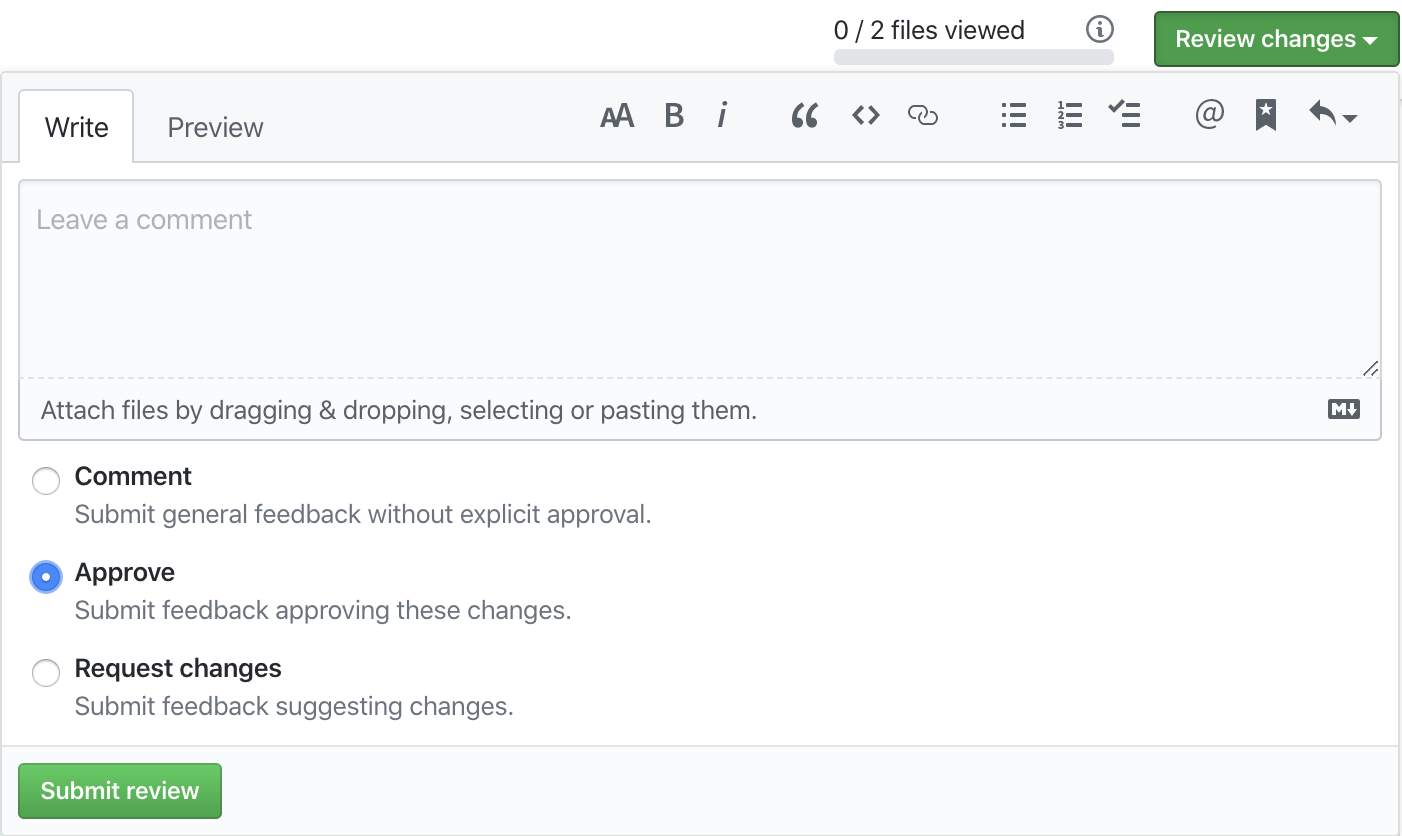 0 / 2 files viewed
Review changes
Write Preview
Leave a comment
Attach files by dragging & dropping, selecting or pasting them.
Comment
Submit general feedback without explicit approval.
Approve
Submit feedback approving these changes.
Request changes
Submit feedback suggesting changes.
Submit review